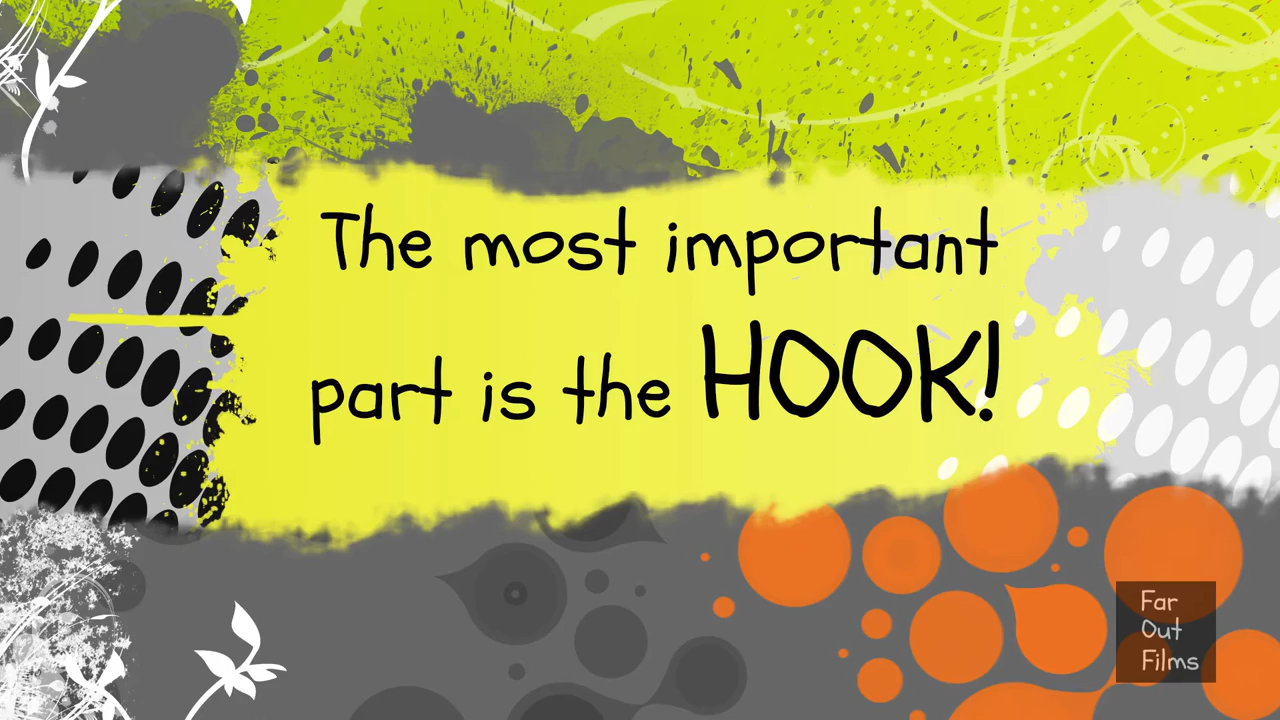 The most important
part is the HOOK!
Far
Out
Films